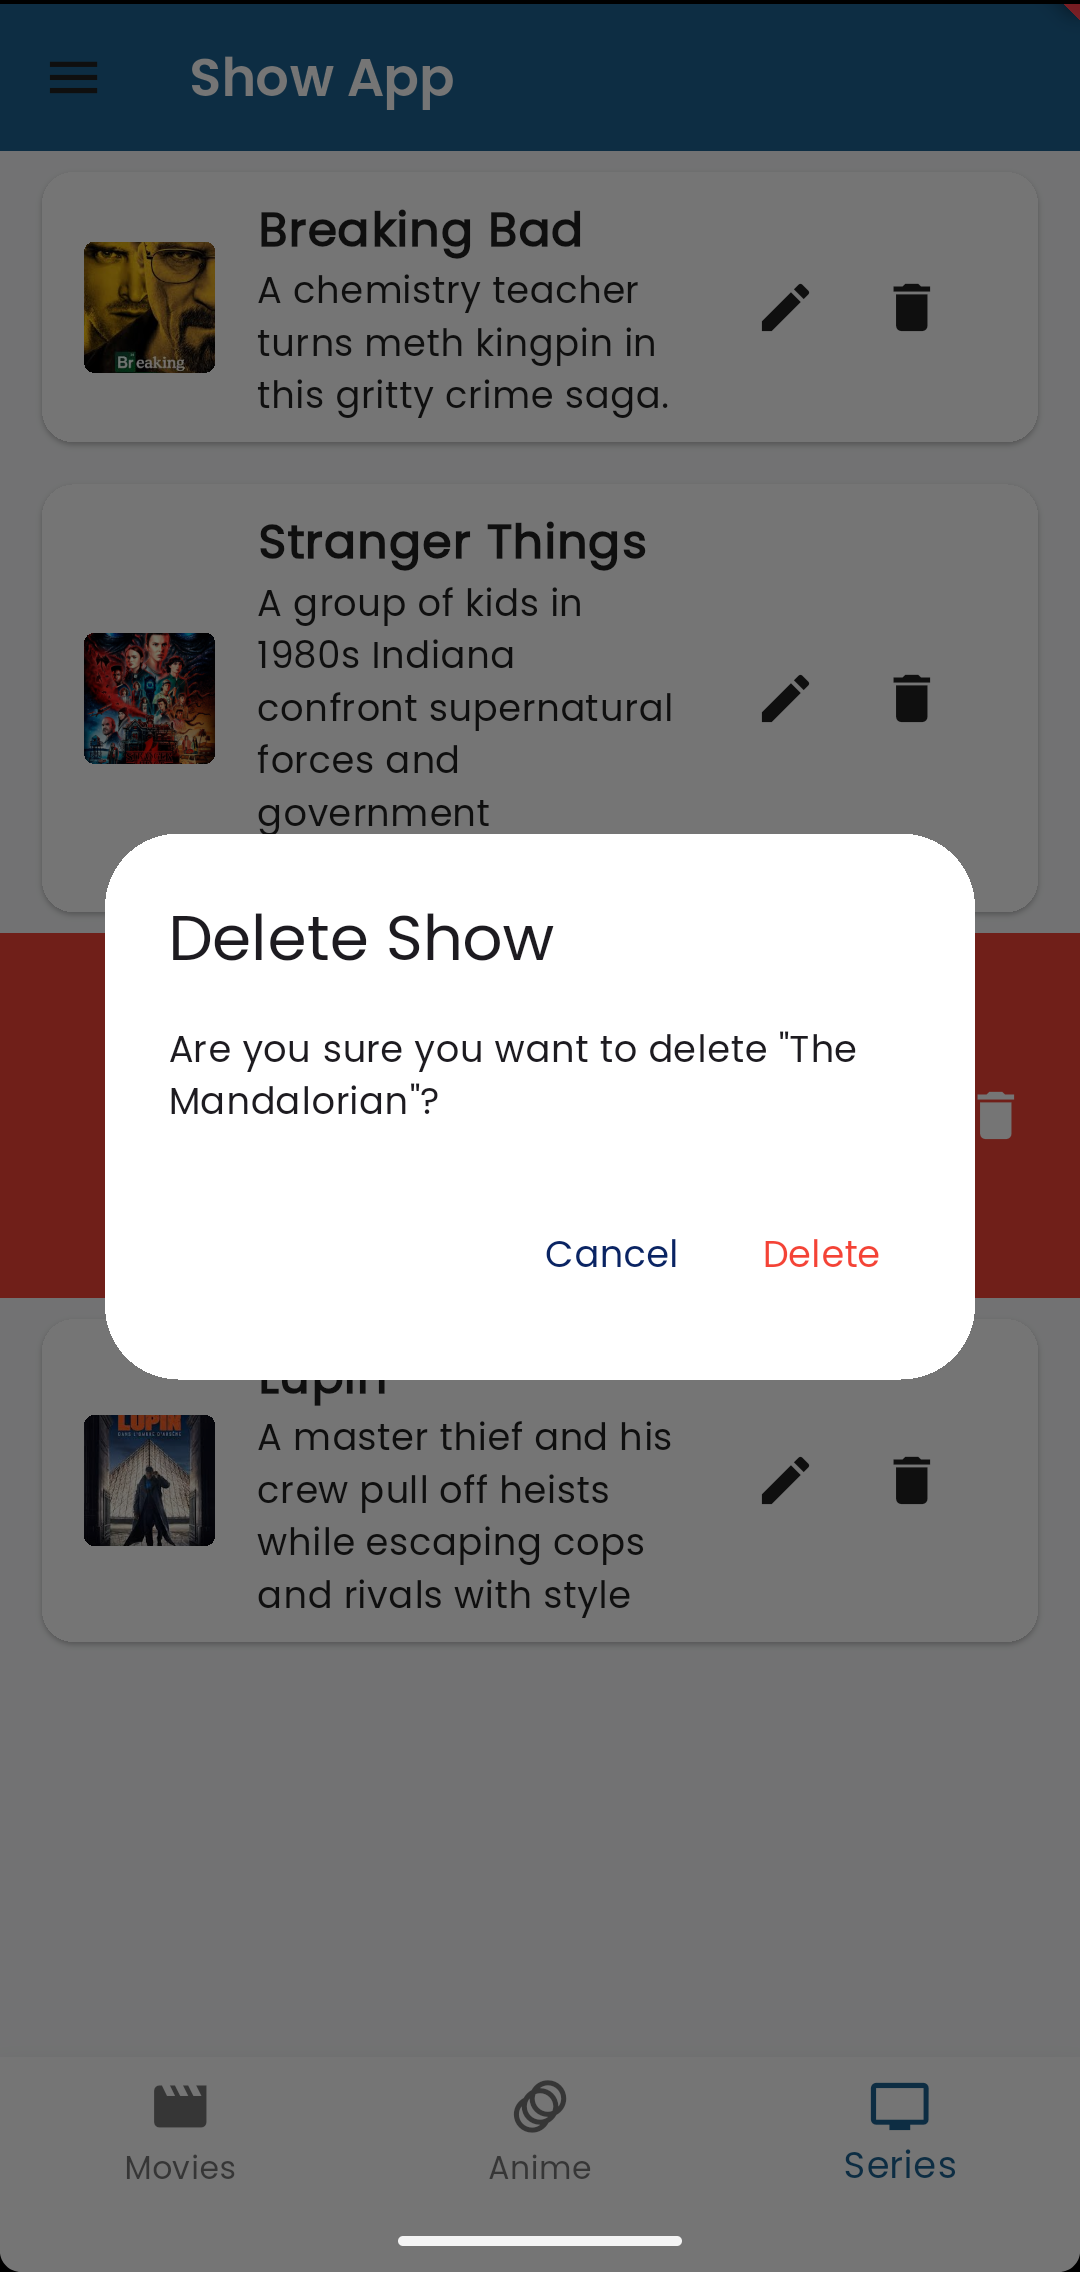 Show App
Breaking Bad
A chemistry teacher
turns meth kingpin in
this gritty crime saga.
Breaking
Stranger Things
A group of kids in
1980s Indiana
confront supernatural
forces and
government
Delete Show
Are you sure you want to delete "The
Mandalorian"?
Cancel
Delete
Lupin
LUPIN
A master thief and his
crew pull off heists
while escaping cops
and rivals with style
Movies
Anime
Series